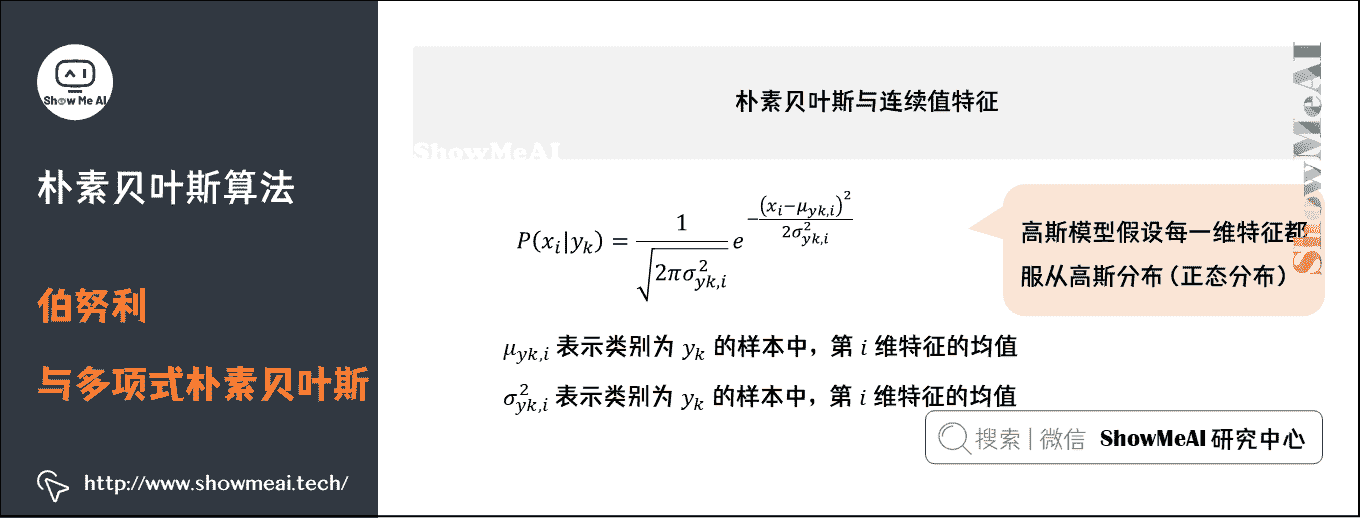 Show Me AI
朴素贝叶斯算法
伯努利
与多项式朴素贝叶斯
http://www.showmeai.tech/
朴素贝叶斯与连续值特征
ShowMeAI
ShowMeAI
P(x_i|y_k) = \frac{1}{\sqrt{2\pi\sigma_{yk,i}^2}} e^{-\frac{(x_i-\mu_{yk,i})^2}{2\sigma_{yk,i}^2}}
高斯模型假设每一维特征都
服从高斯分布(正态分布)
μ_{yk,i} 表示类别为 y_k 的样本中，第 i 维特征的均值
σ_{yk,i}^2 表示类别为 y_k 的样本中，第 i 维特征的均值
搜索 | 微信 ShowMeAI 研究中心